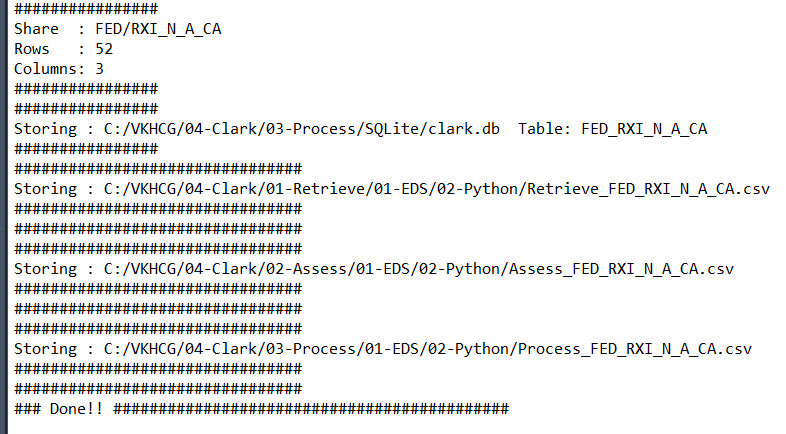 ################
Share  : FED/RXI_N_A_CA
Rows   : 52
Columns: 3
################
################
Storing : C:/VKHCG/04-Clark/03-Process/SQLite/clark.db  Table: FED_RXI_N_A_CA
################
################################
Storing : C:/VKHCG/04-Clark/01-Retrieve/01-EDS/02-Python/Retrieve_FED_RXI_N_A_CA.csv
################################
################################
################################
Storing : C:/VKHCG/04-Clark/02-Assess/01-EDS/02-Python/Assess_FED_RXI_N_A_CA.csv
################################
################################
################################
Storing : C:/VKHCG/04-Clark/03-Process/01-EDS/02-Python/Process_FED_RXI_N_A_CA.csv
################################
################################
### Done!! ############################################